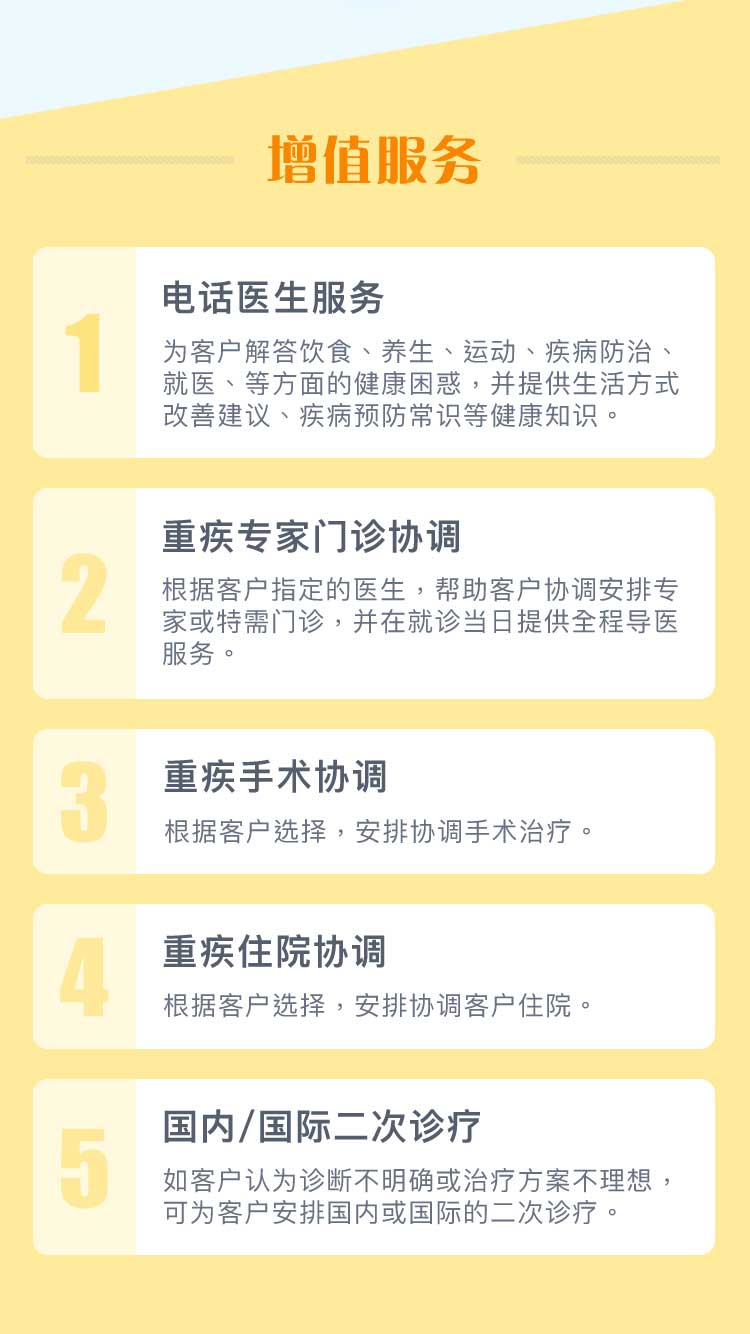 增值服务
1
电话医生服务
为客户解答饮食、养生、运动、疾病防治、
就医、等方面的健康困惑，并提供生活方式
改善建议、疾病预防常识等健康知识。
2
重疾专家门诊协调
根据客户指定的医生，帮助客户协调安排专
家或特需门诊，并在就诊当日提供全程导医
服务。
3
重疾手术协调
根据客户选择，安排协调手术治疗。
4
重疾住院协调
根据客户选择，安排协调客户住院。
5
国内/国际二次诊疗
如客户认为诊断不明确或治疗方案不理想，
可为客户安排国内或国际的二次诊疗。